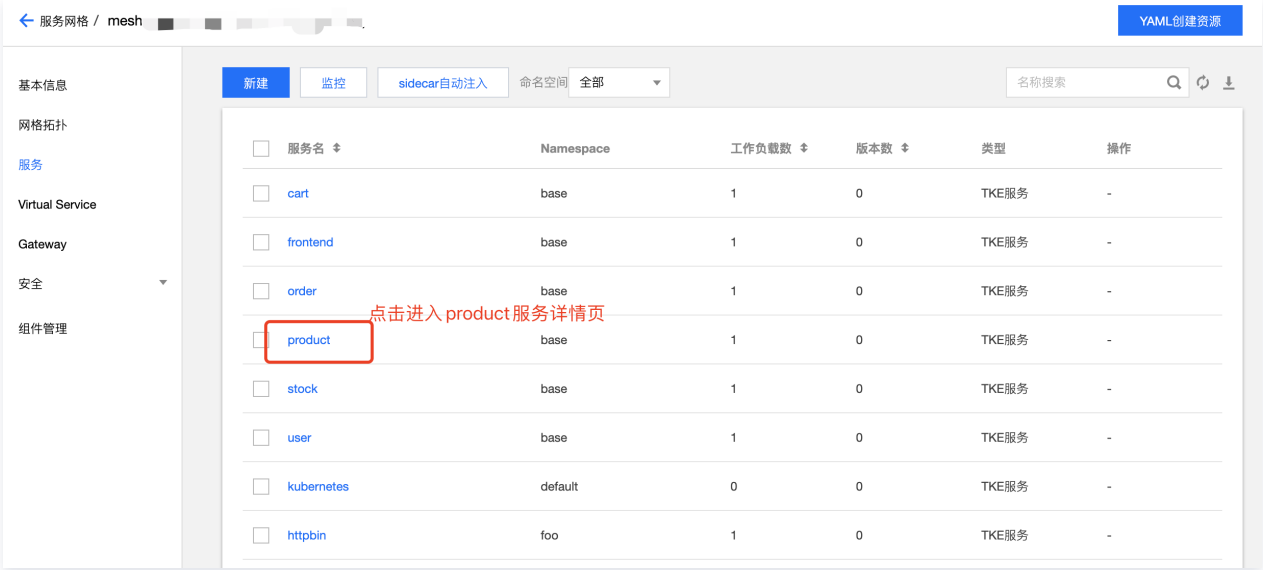 服务网格 / mesh
YAML创建资源
基本信息
网格拓扑
服务
Virtual Service
Gateway
安全
组件管理
新建 监控 sidecar自动注入 命名空间 全部 名称搜索
服务名 Namespace 工作负载数 版本数 类型 操作
cart base 1 0 TKE服务 -
frontend base 1 0 TKE服务 -
order base 1 0 TKE服务 -
点击进入product服务详情页
product base 1 0 TKE服务 -
stock base 1 0 TKE服务 -
user base 1 0 TKE服务 -
kubernetes default 0 0 TKE服务 -
httpbin foo 1 0 TKE服务 -